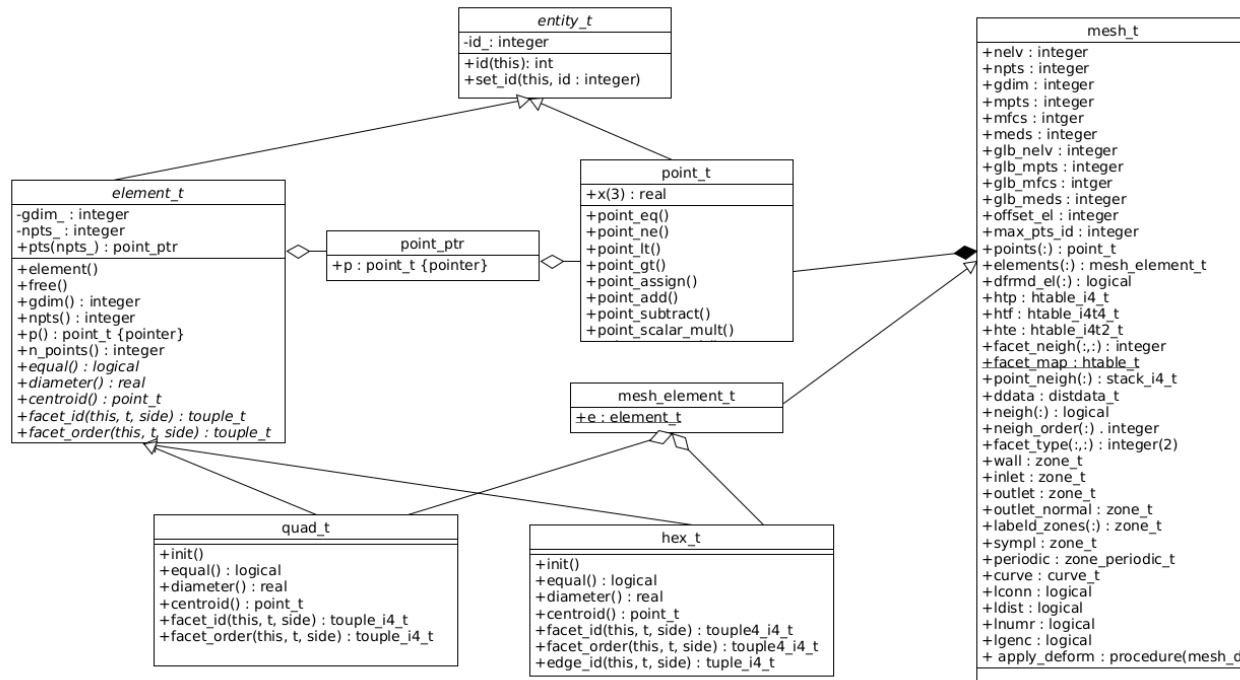 entity_t
-id_: integer
+id(this): int
+set_id(this, id : integer)
element_t
-gdim_ : integer
-npts_ : integer
+pts(npts_) : point_ptr
+element()
+free()
+gdim() : integer
+npts() : integer
+p() : point_t {pointer}
+n_points() : integer
+equal() : logical
+diameter() : real
+centroid() : point_t
+facet_id(this, t, side) : touple_t
+facet_order(this, t, side) : touple_t
point_ptr
+p : point_t {pointer}
point_t
+x(3) : real
+point_eq()
+point_ne()
+point_lt()
+point_gt()
+point_assign()
+point_add()
+point_subtract()
+point_scalar_mult()
mesh_element_t
+e : element_t
quad_t
+init()
+equal() : logical
+diameter() : real
+centroid() : point_t
+facet_id(this, t, side) : touple_i4_t
+facet_order(this, t, side) : touple_i4_t
hex_t
+init()
+equal() : logical
+diameter() : real
+centroid() : point_t
+facet_id(this, t, side) : touple4_i4_t
+facet_order(this, t, side) : touple4_i4_t
+edge_id(this, t, side) : tuple_i4_t
mesh_t
+nelv : integer
+npts : integer
+gdim : integer
+mpts : integer
+mfcs : intger
+meds : integer
+glb_nelv : integer
+glb_mpts : integer
+glb_mfcs : intger
+glb_meds : integer
+offset_el : integer
+max_pts_id : integer
+points(:) : point_t
+elements(:) : mesh_element_t
+dfrmd_el(:) : logical
+htp : htable_i4_t
+htf : htable_i4t4_t
+hte : htable_i4t2_t
+facet_neigh(:,:) : integer
+facet_map : htable_t
+point_neigh(:) : stack_i4_t
+ddata : distdata_t
+neigh(:) : logical
+neigh_order(:) . integer
+facet_type(:,:) : integer(2)
+wall : zone_t
+inlet : zone_t
+outlet : zone_t
+outlet_normal : zone_t
+labeld_zones(:) : zone_t
+sympl : zone_t
+periodic : zone_periodic_t
+curve : curve_t
+lconn : logical
+ldist : logical
+lnumr : logical
+lgenc : logical
+ apply_deform : procedure(mesh_d